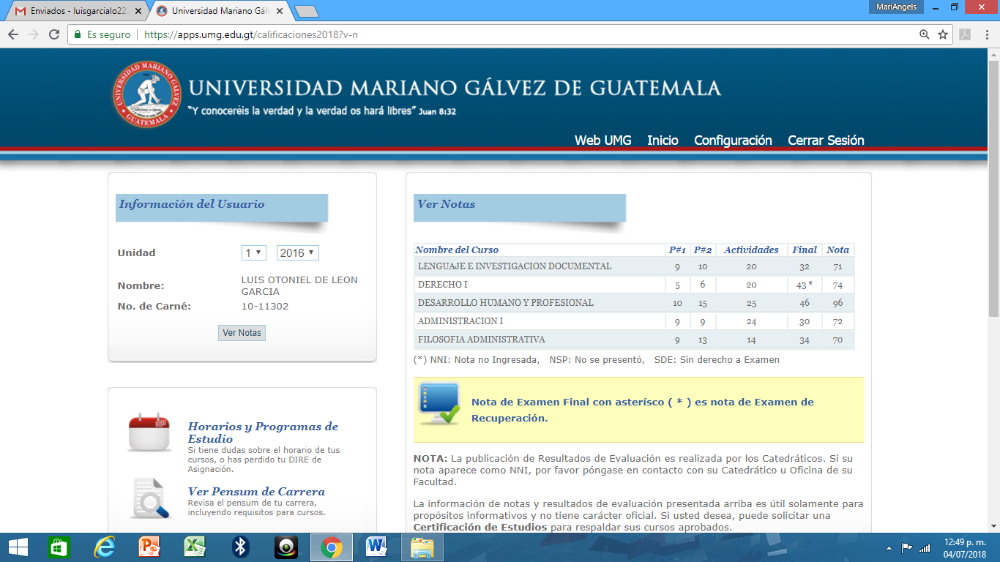 Enviados - luisgarcialo22
Universidad Mariano Gálv
MariAngels
Es seguro | https://apps.umg.edu.gt/calificaciones2018?v-n
UNIVERSIDAD MARIANO GÁLVEZ
GUATEMALA
UNIVERSIDAD MARIANO GÁLVEZ DE GUATEMALA
"Y conoceréis la verdad y la verdad os hará libres" Juan 8:32
Web UMG Inicio Configuración Cerrar Sesión
Información del Usuario
Unidad 1 2016
Nombre: LUIS OTONIEL DE LEON
GARCIA
No. de Carné: 10-11302
Ver Notas
Horarios y Programas de
Estudio
Si tiene dudas sobre el horario de tus
cursos, o has perdido tu DIRE de
Asignación.
Ver Pensum de Carrera
Revisa el pensum de tu carrera,
incluyendo requisitos para cursos.
Ver Notas
Nombre del Curso P#1 P#2 Actividades Final Nota
LENGUAJE E INVESTIGACION DOCUMENTAL 9 10 20 32 71
DERECHO I 5 6 20 43 * 74
DESARROLLO HUMANO Y PROFESIONAL 10 15 25 46 96
ADMINISTRACION I 9 9 24 30 72
FILOSOFIA ADMINISTRATIVA 9 13 14 34 70
(*) NNI: Nota no Ingresada, NSP: No se presentó, SDE: Sin derecho a Examen
Nota de Examen Final con asterísco ( * ) es nota de Examen de
Recuperación.
NOTA: La publicación de Resultados de Evaluación es realizada por los Catedráticos. Si su
nota aparece como NNI, por favor póngase en contacto con su Catedrático u Oficina de su
Facultad.
La información de notas y resultados de evaluación presentada arriba es útil solamente para
propósitos informativos y no tiene carácter oficial. Si usted desea, puede solicitar una
Certificación de Estudios para respaldar sus cursos aprobados.
12:49 p. m.
04/07/2018